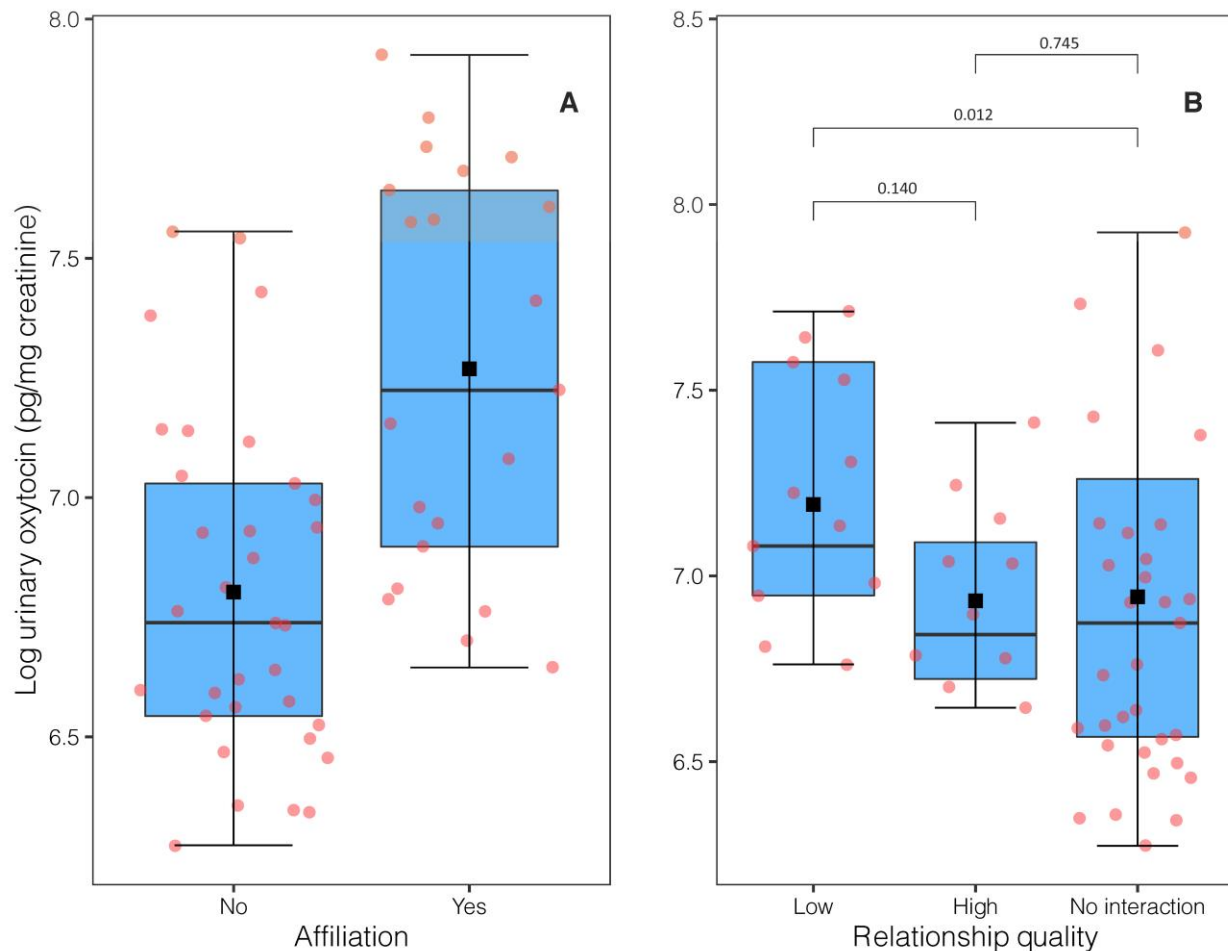 Log urinary oxytocin (pg/mg creatinine)
8.0
7.5
7.0
6.5
A
No
Yes
Affiliation
8.5
8.0
7.5
7.0
6.5
0.745
B
0.012
0.140
Low
High
No interaction
Relationship quality